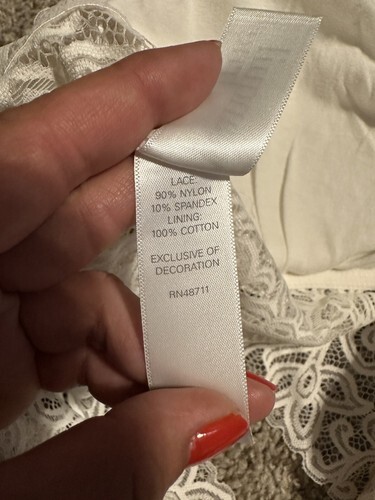 LACE:
90% NYLON
10% SPANDEX
LINING:
100% COTTON
EXCLUSIVE OF
DECORATION
RN48711